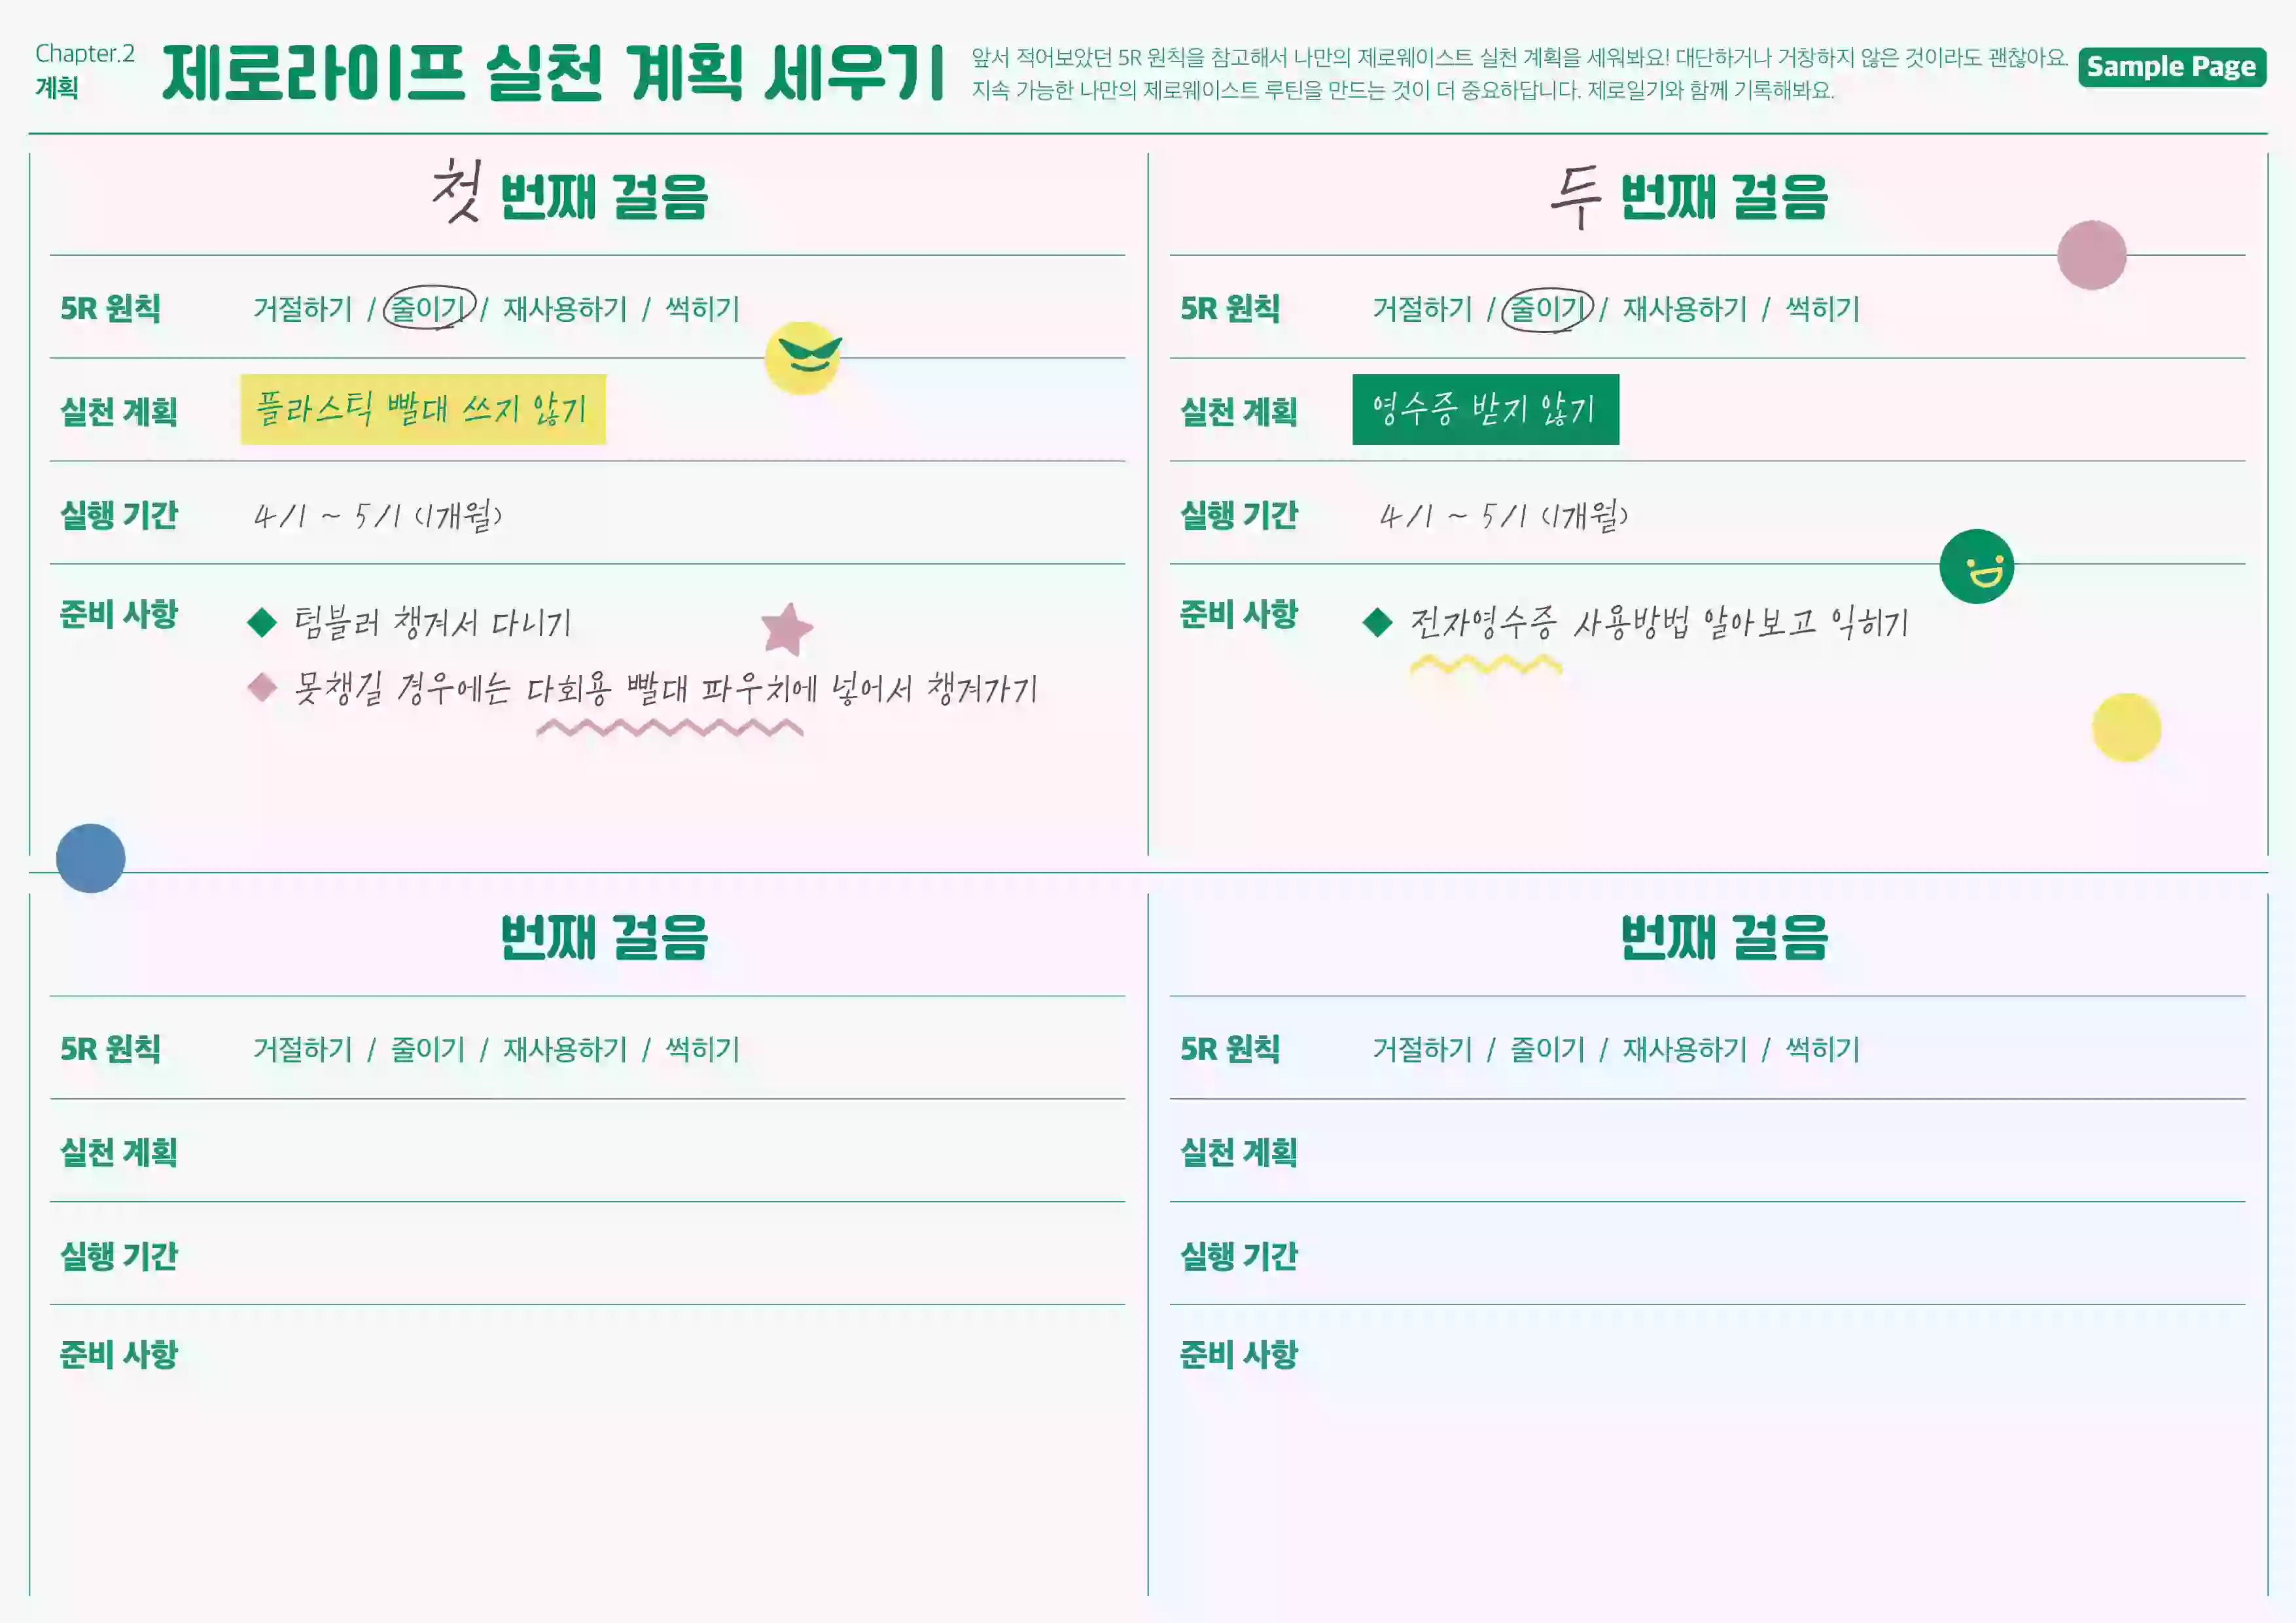 Chapter.2
계획
제로라이프 실천 계획 세우기
앞서 적어보았던 5R 원칙을 참고해서 나만의 제로웨이스트 실천 계획을 세워봐요! 대단하거나 거창하지 않은 것이라도 괜찮아요.
지속 가능한 나만의 제로웨이스트 루틴을 만드는 것이 더 중요하답니다. 제로일기와 함께 기록해봐요.
Sample Page
첫 번째 걸음
5R 원칙 거절하기 / 줄이기 / 재사용하기 / 썩히기
실천 계획 플라스틱 빨대 쓰지 않기
실행 기간 4/1 ~ 5/1 (1개월)
준비 사항 ◆ 텀블러 챙겨서 다니기
◆ 못챙길 경우에는 다회용 빨대 파우치에 넣어서 챙겨가기
두 번째 걸음
5R 원칙 거절하기 / 줄이기 / 재사용하기 / 썩히기
실천 계획 영수증 받지 않기
실행 기간 4/1 ~ 5/1 (1개월)
준비 사항 ◆ 전자영수증 사용방법 알아보고 익히기
번째 걸음
5R 원칙 거절하기 / 줄이기 / 재사용하기 / 썩히기
실천 계획
실행 기간
준비 사항
번째 걸음
5R 원칙 거절하기 / 줄이기 / 재사용하기 / 썩히기
실천 계획
실행 기간
준비 사항